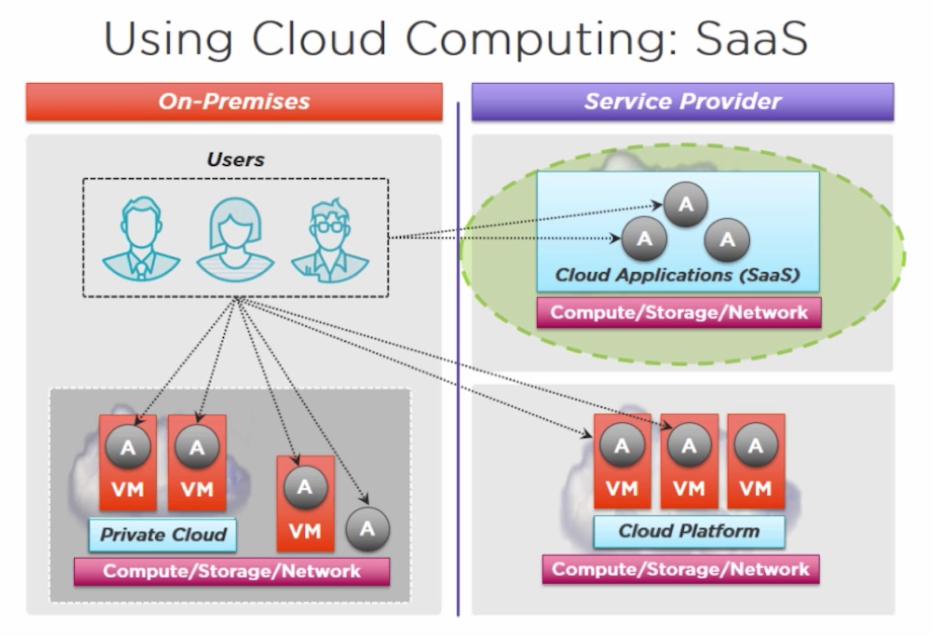 Using Cloud Computing: SaaS
On-Premises
Service Provider
Users
A
A
A
Cloud Applications (SaaS)
Compute/Storage/Network
A
VM
A
VM
A
VM
A
Private Cloud
Compute/Storage/Network
A
VM
A
VM
A
VM
Cloud Platform
Compute/Storage/Network